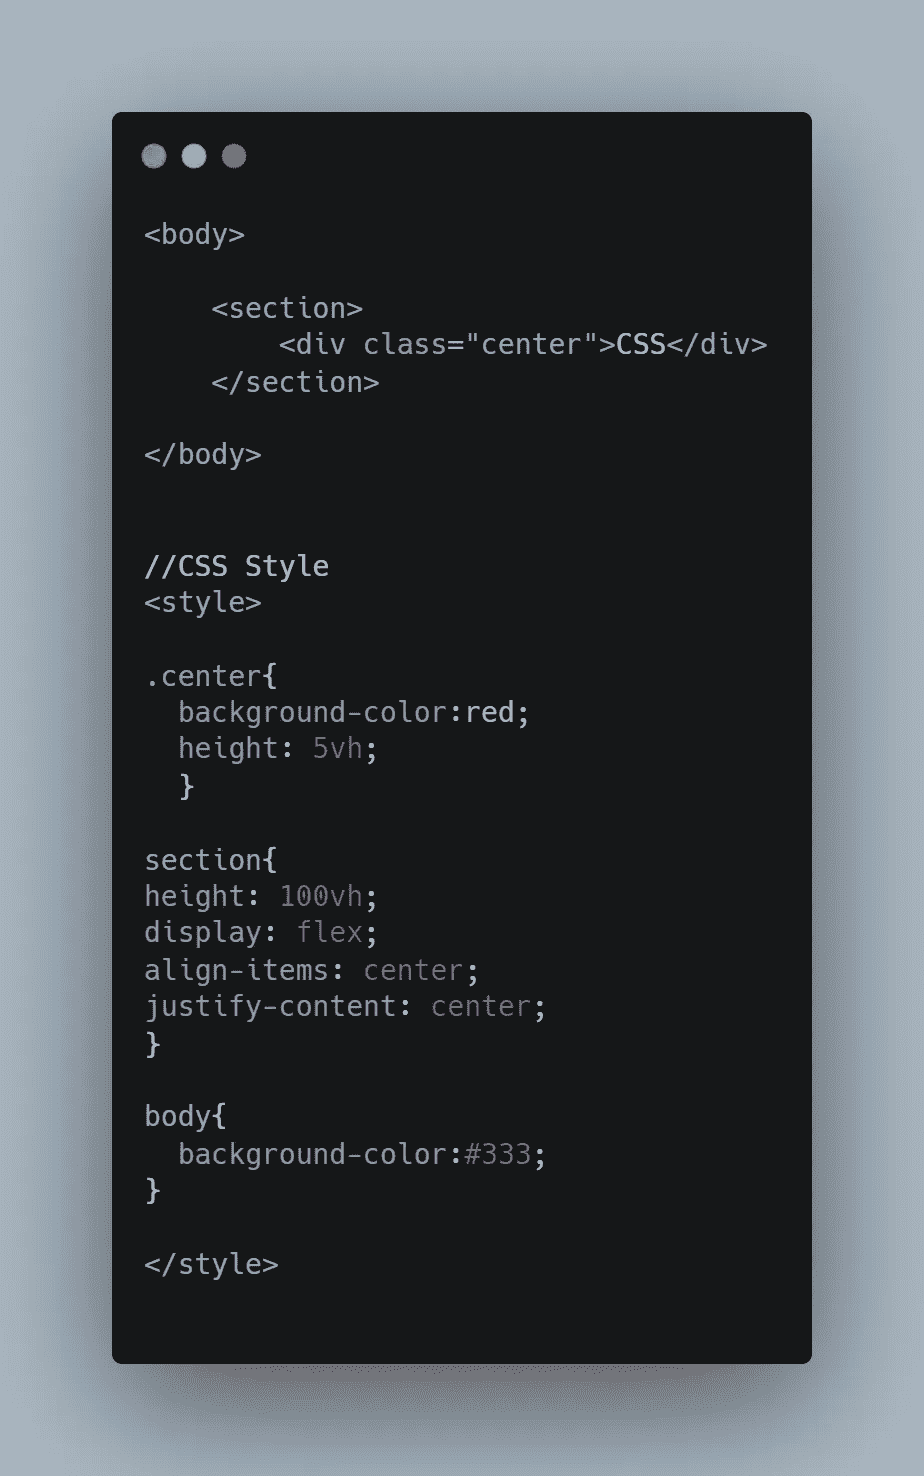 <body>
<section>
<div class="center">CSS</div>
</section>
</body>
//CSS Style
<style>
.center{
background-color:red;
height: 5vh;
}
section{
height: 100vh;
display: flex;
align-items: center;
justify-content: center;
}
body{
background-color:#333;
}
</style>